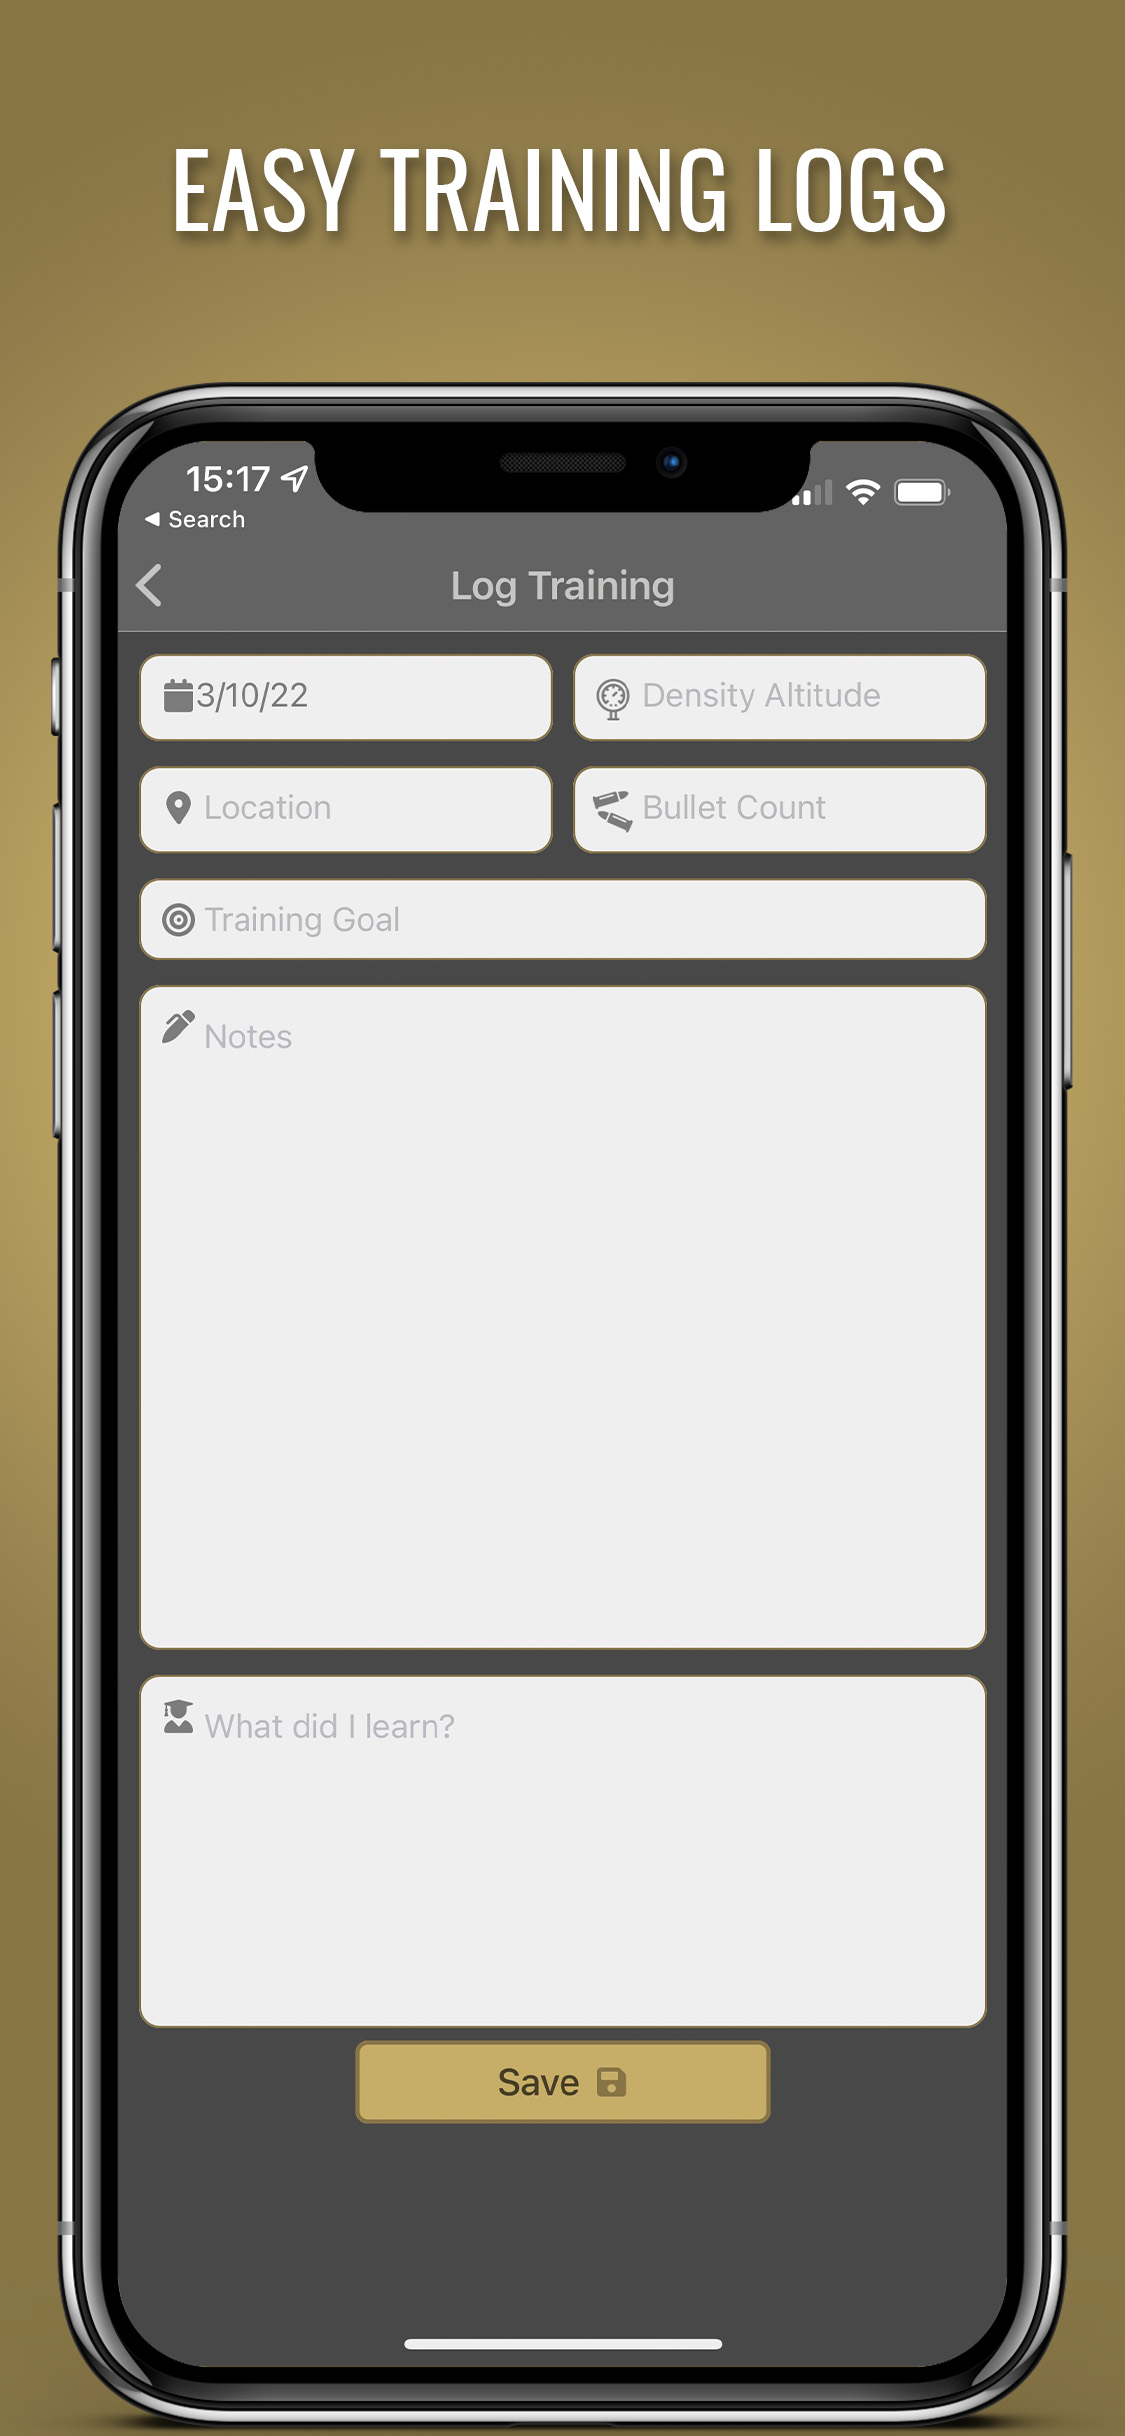 EASY TRAINING LOGS
15:17
Search
Log Training
3/10/22
Density Altitude
Location
Bullet Count
Training Goal
Notes
What did I learn?
Save